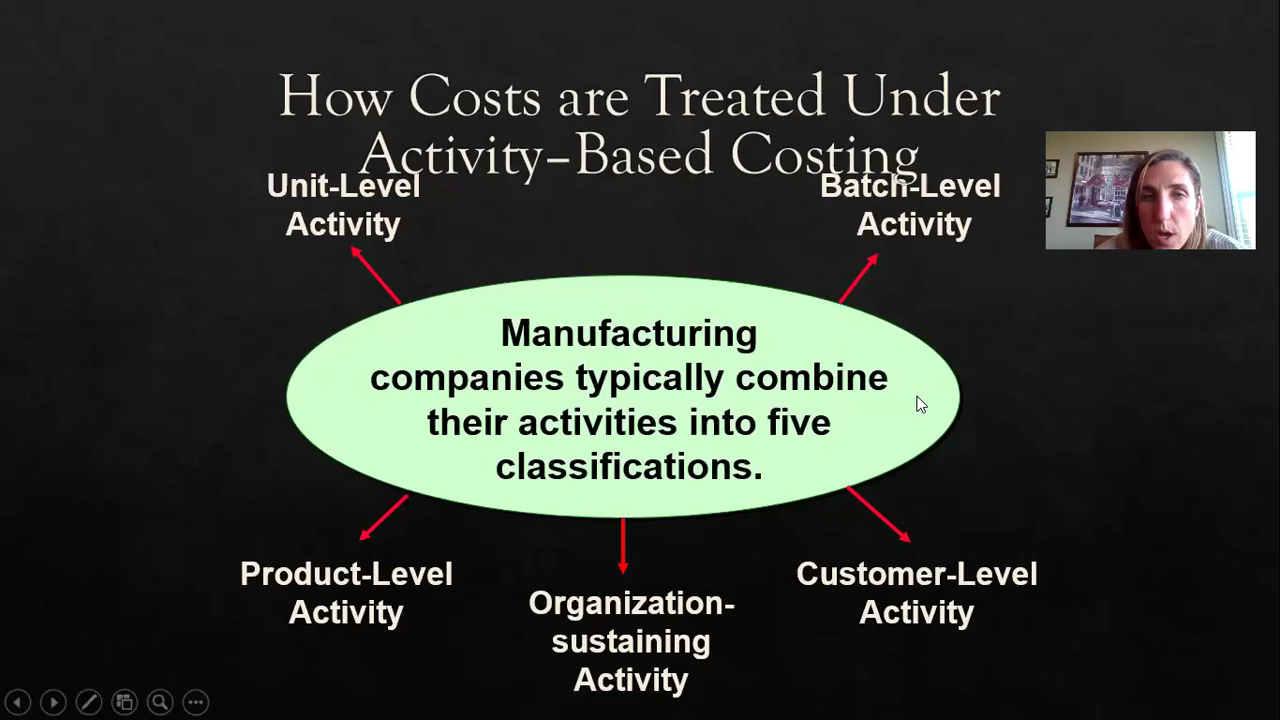 How Costs are Treated Under
Activity–Based Costing
Unit-Level
Activity
Batch-Level
Activity
Manufacturing
companies typically combine
their activities into five
classifications.
Product-Level
Activity
Organization-
sustaining
Activity
Customer-Level
Activity